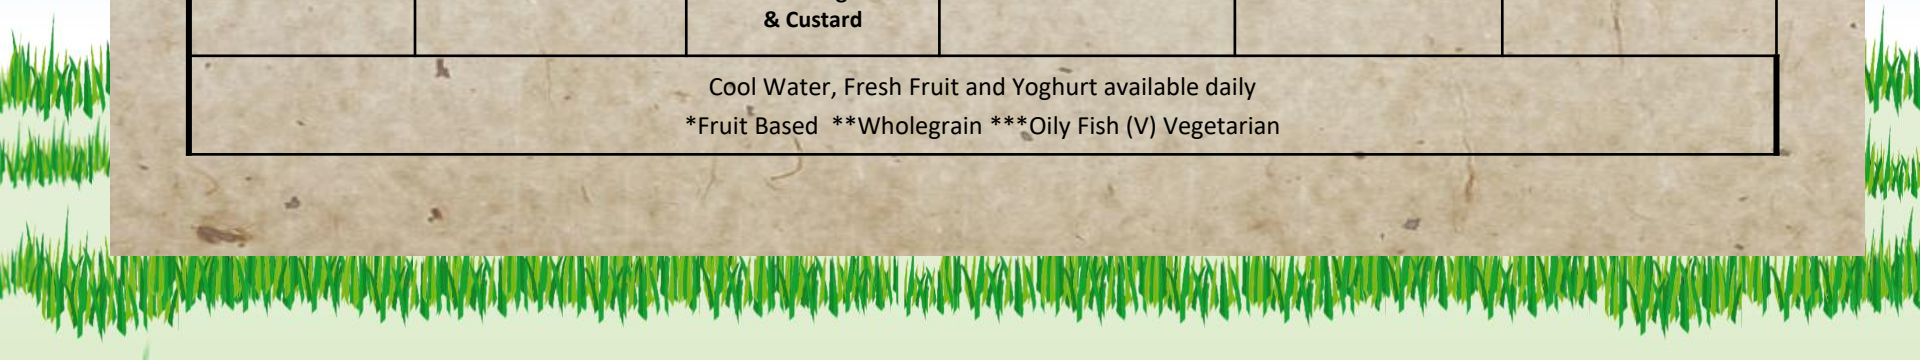 & Custard
Cool Water, Fresh Fruit and Yoghurt available daily
*Fruit Based  **Wholegrain ***Oily Fish (V) Vegetarian